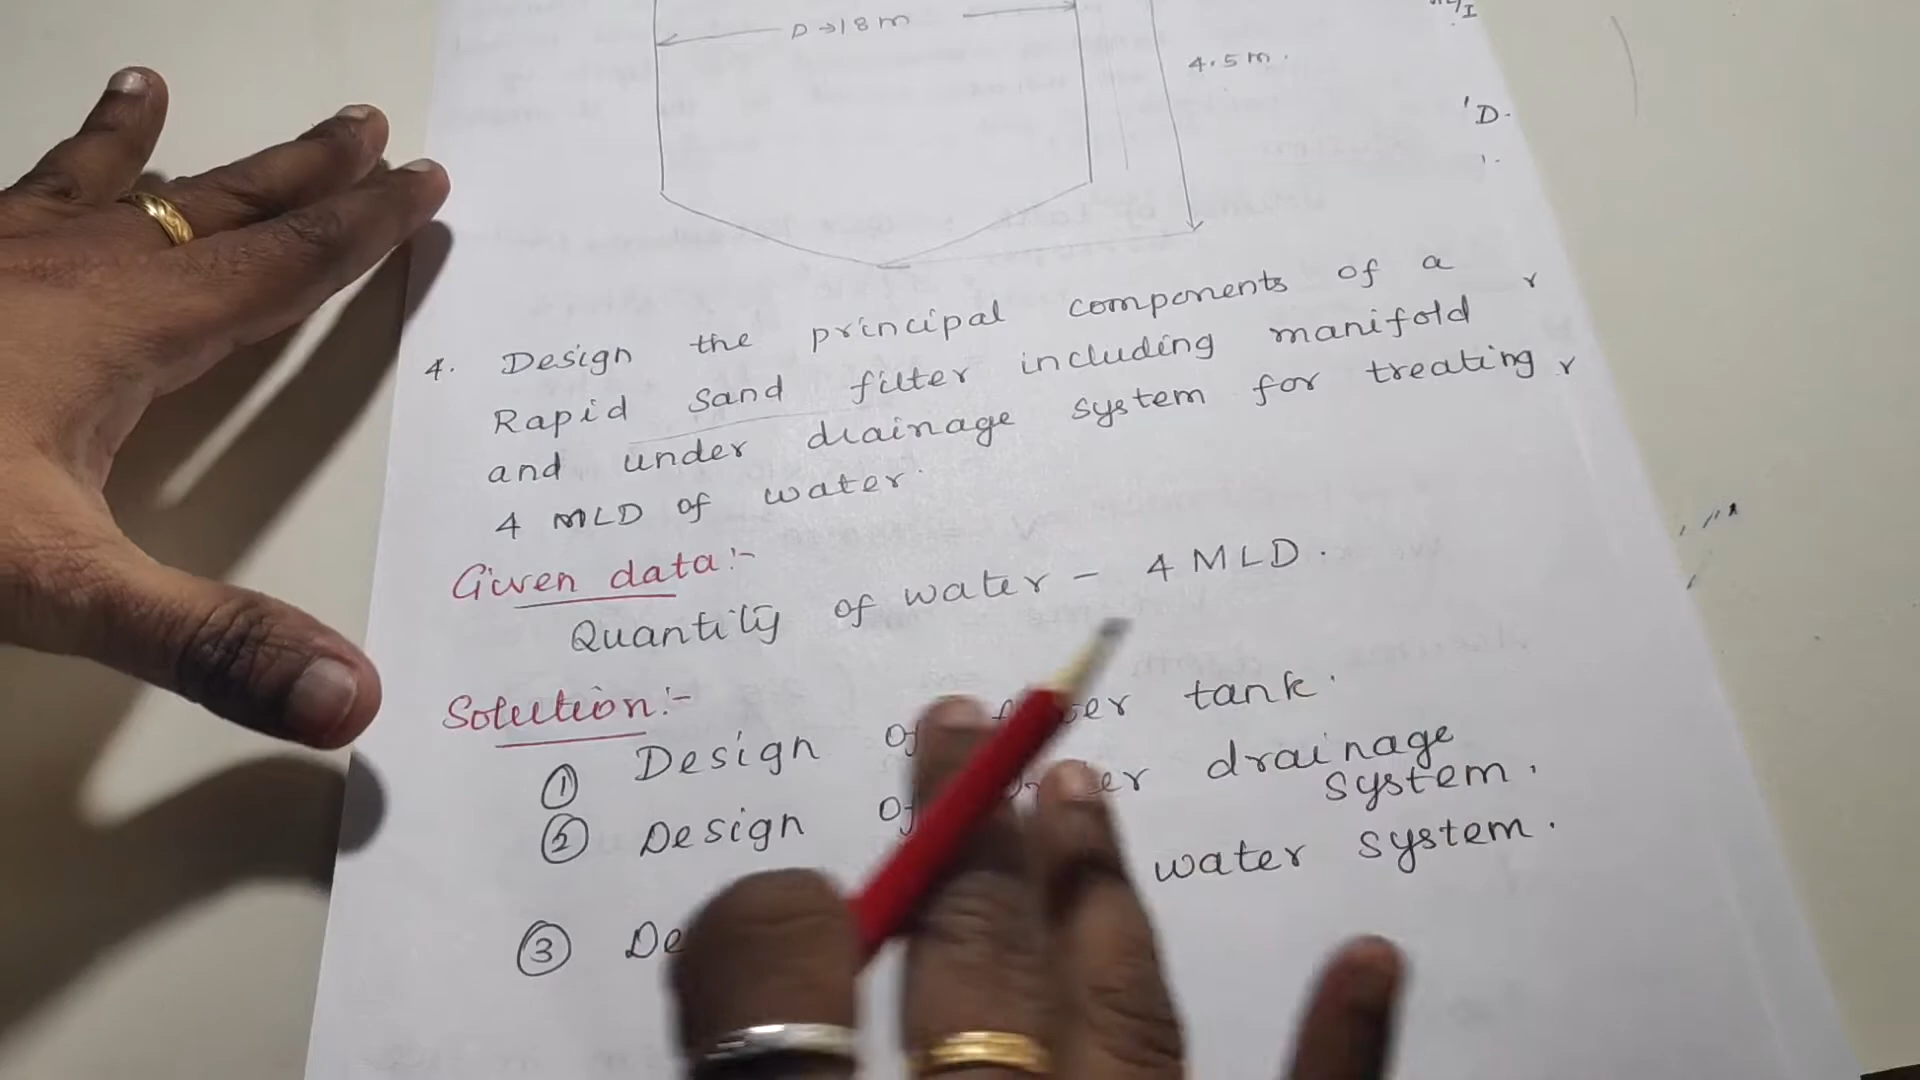 D→18m
4.5m.
'D.
4. Design the principal components of a
Rapid sand filter including manifold
and under drainage system for treating
4 MLD of water.
Given data:-
Quantity of water - 4 MLD.
Solution:-
① Design of tank.
② Design of drainage
system.
③ water system.